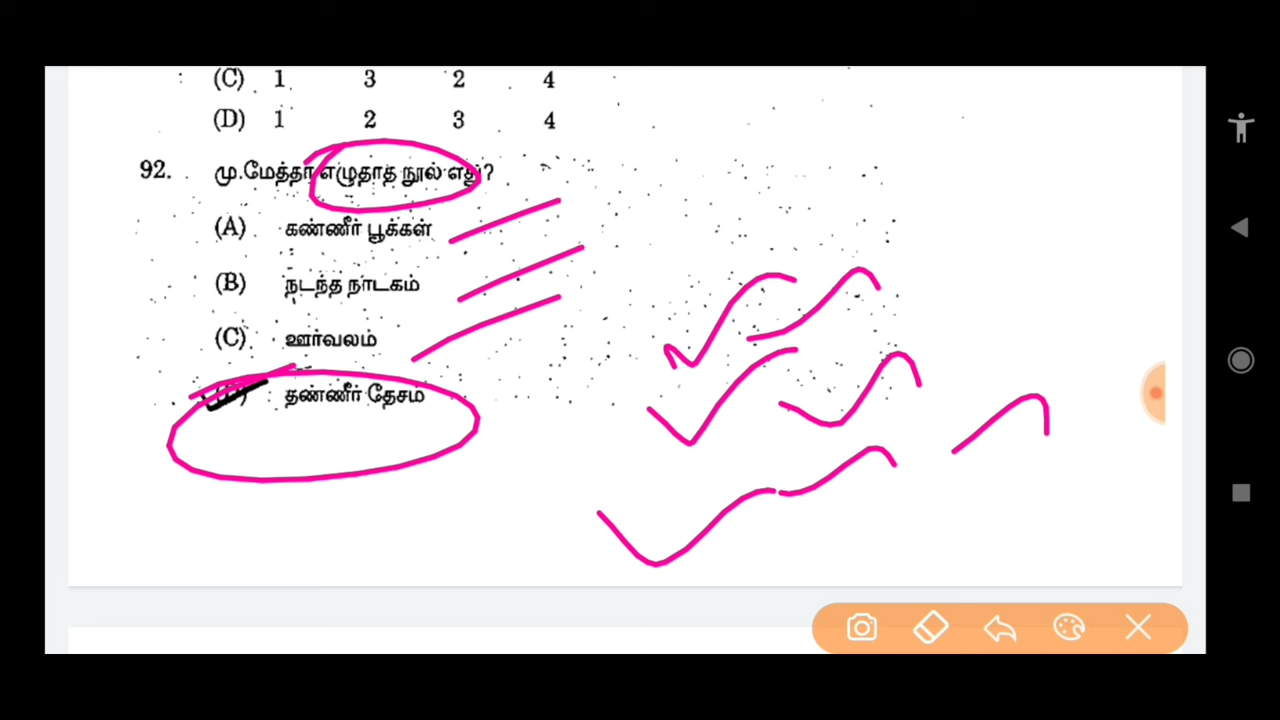 (C) 1 3 2 4
(D) 1 2 3 4
92. மு.மேத்தா எழுதாத நூல் எது?
(A) கண்ணீர் பூக்கள்
(B) நடந்த நாடகம்
(C) ஊர்வலம்
தண்ணீர் தேசம்